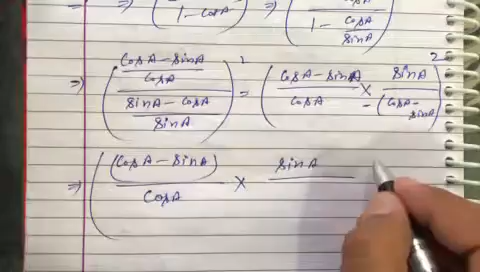 ⇒ ⇒ ( / 1 - CosA ) ⇒ ( / 1 - CosA/SinA )
⇒ ( (CosA - SinA)/CosA / (SinA - CosA)/SinA )² = ( (CosA - SinA)/CosA × SinA/-(CosA - SinA) )²
⇒ ( (CosA - SinA)/CosA × SinA